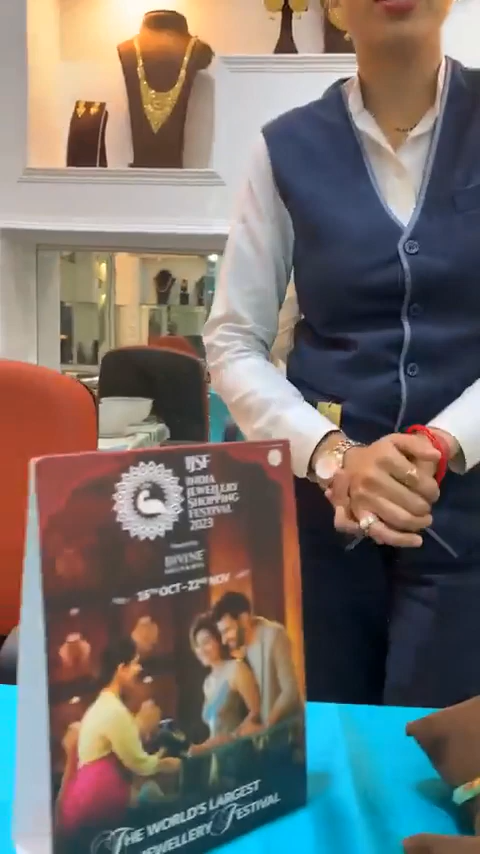 IJSF
INDIA
JEWELLERY
SHOPPING
FESTIVAL
2023
DIVINE
15TH OCT - 22ND NOV
THE WORLD'S LARGEST
JEWELLERY FESTIVAL